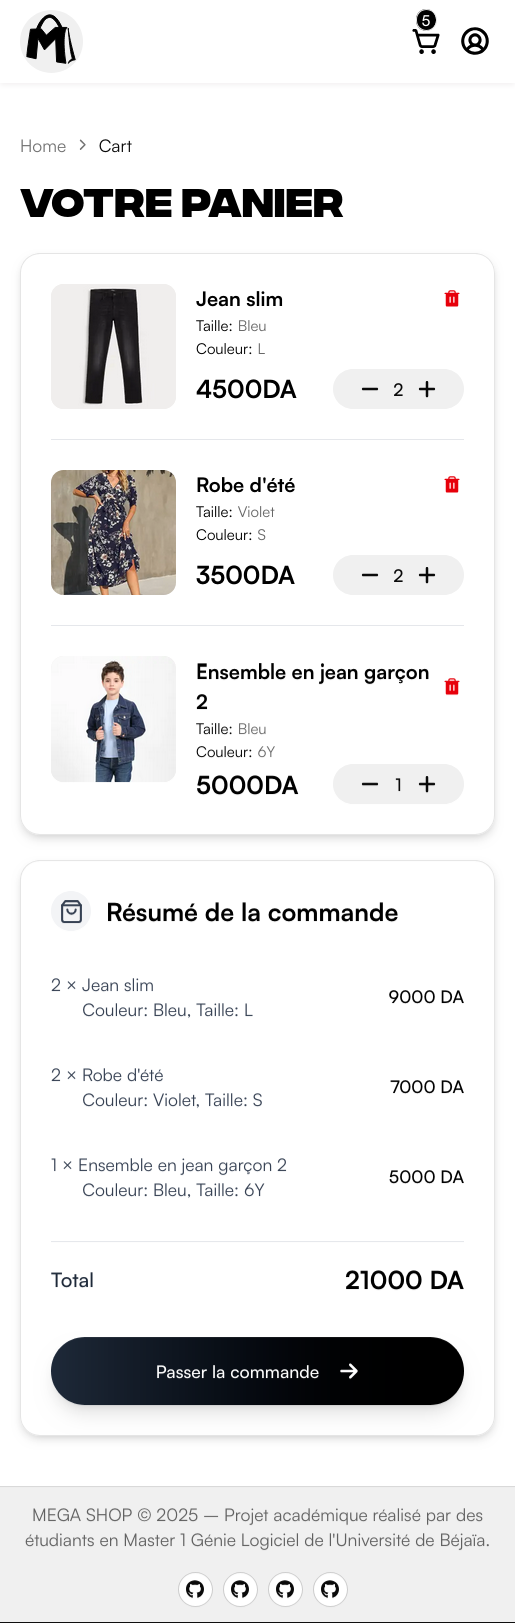 M
5
Home > Cart
VOTRE PANIER
Jean slim
Taille: Bleu
Couleur: L
4500DA
2
Robe d'été
Taille: Violet
Couleur: S
3500DA
2
Ensemble en jean garçon
2
Taille: Bleu
Couleur: 6Y
5000DA
1
Résumé de la commande
2 × Jean slim
Couleur: Bleu, Taille: L
9000 DA
2 × Robe d'été
Couleur: Violet, Taille: S
7000 DA
1 × Ensemble en jean garçon 2
Couleur: Bleu, Taille: 6Y
5000 DA
Total
21000 DA
Passer la commande →
MEGA SHOP © 2025 — Projet académique réalisé par des
étudiants en Master 1 Génie Logiciel de l'Université de Béjaïa.